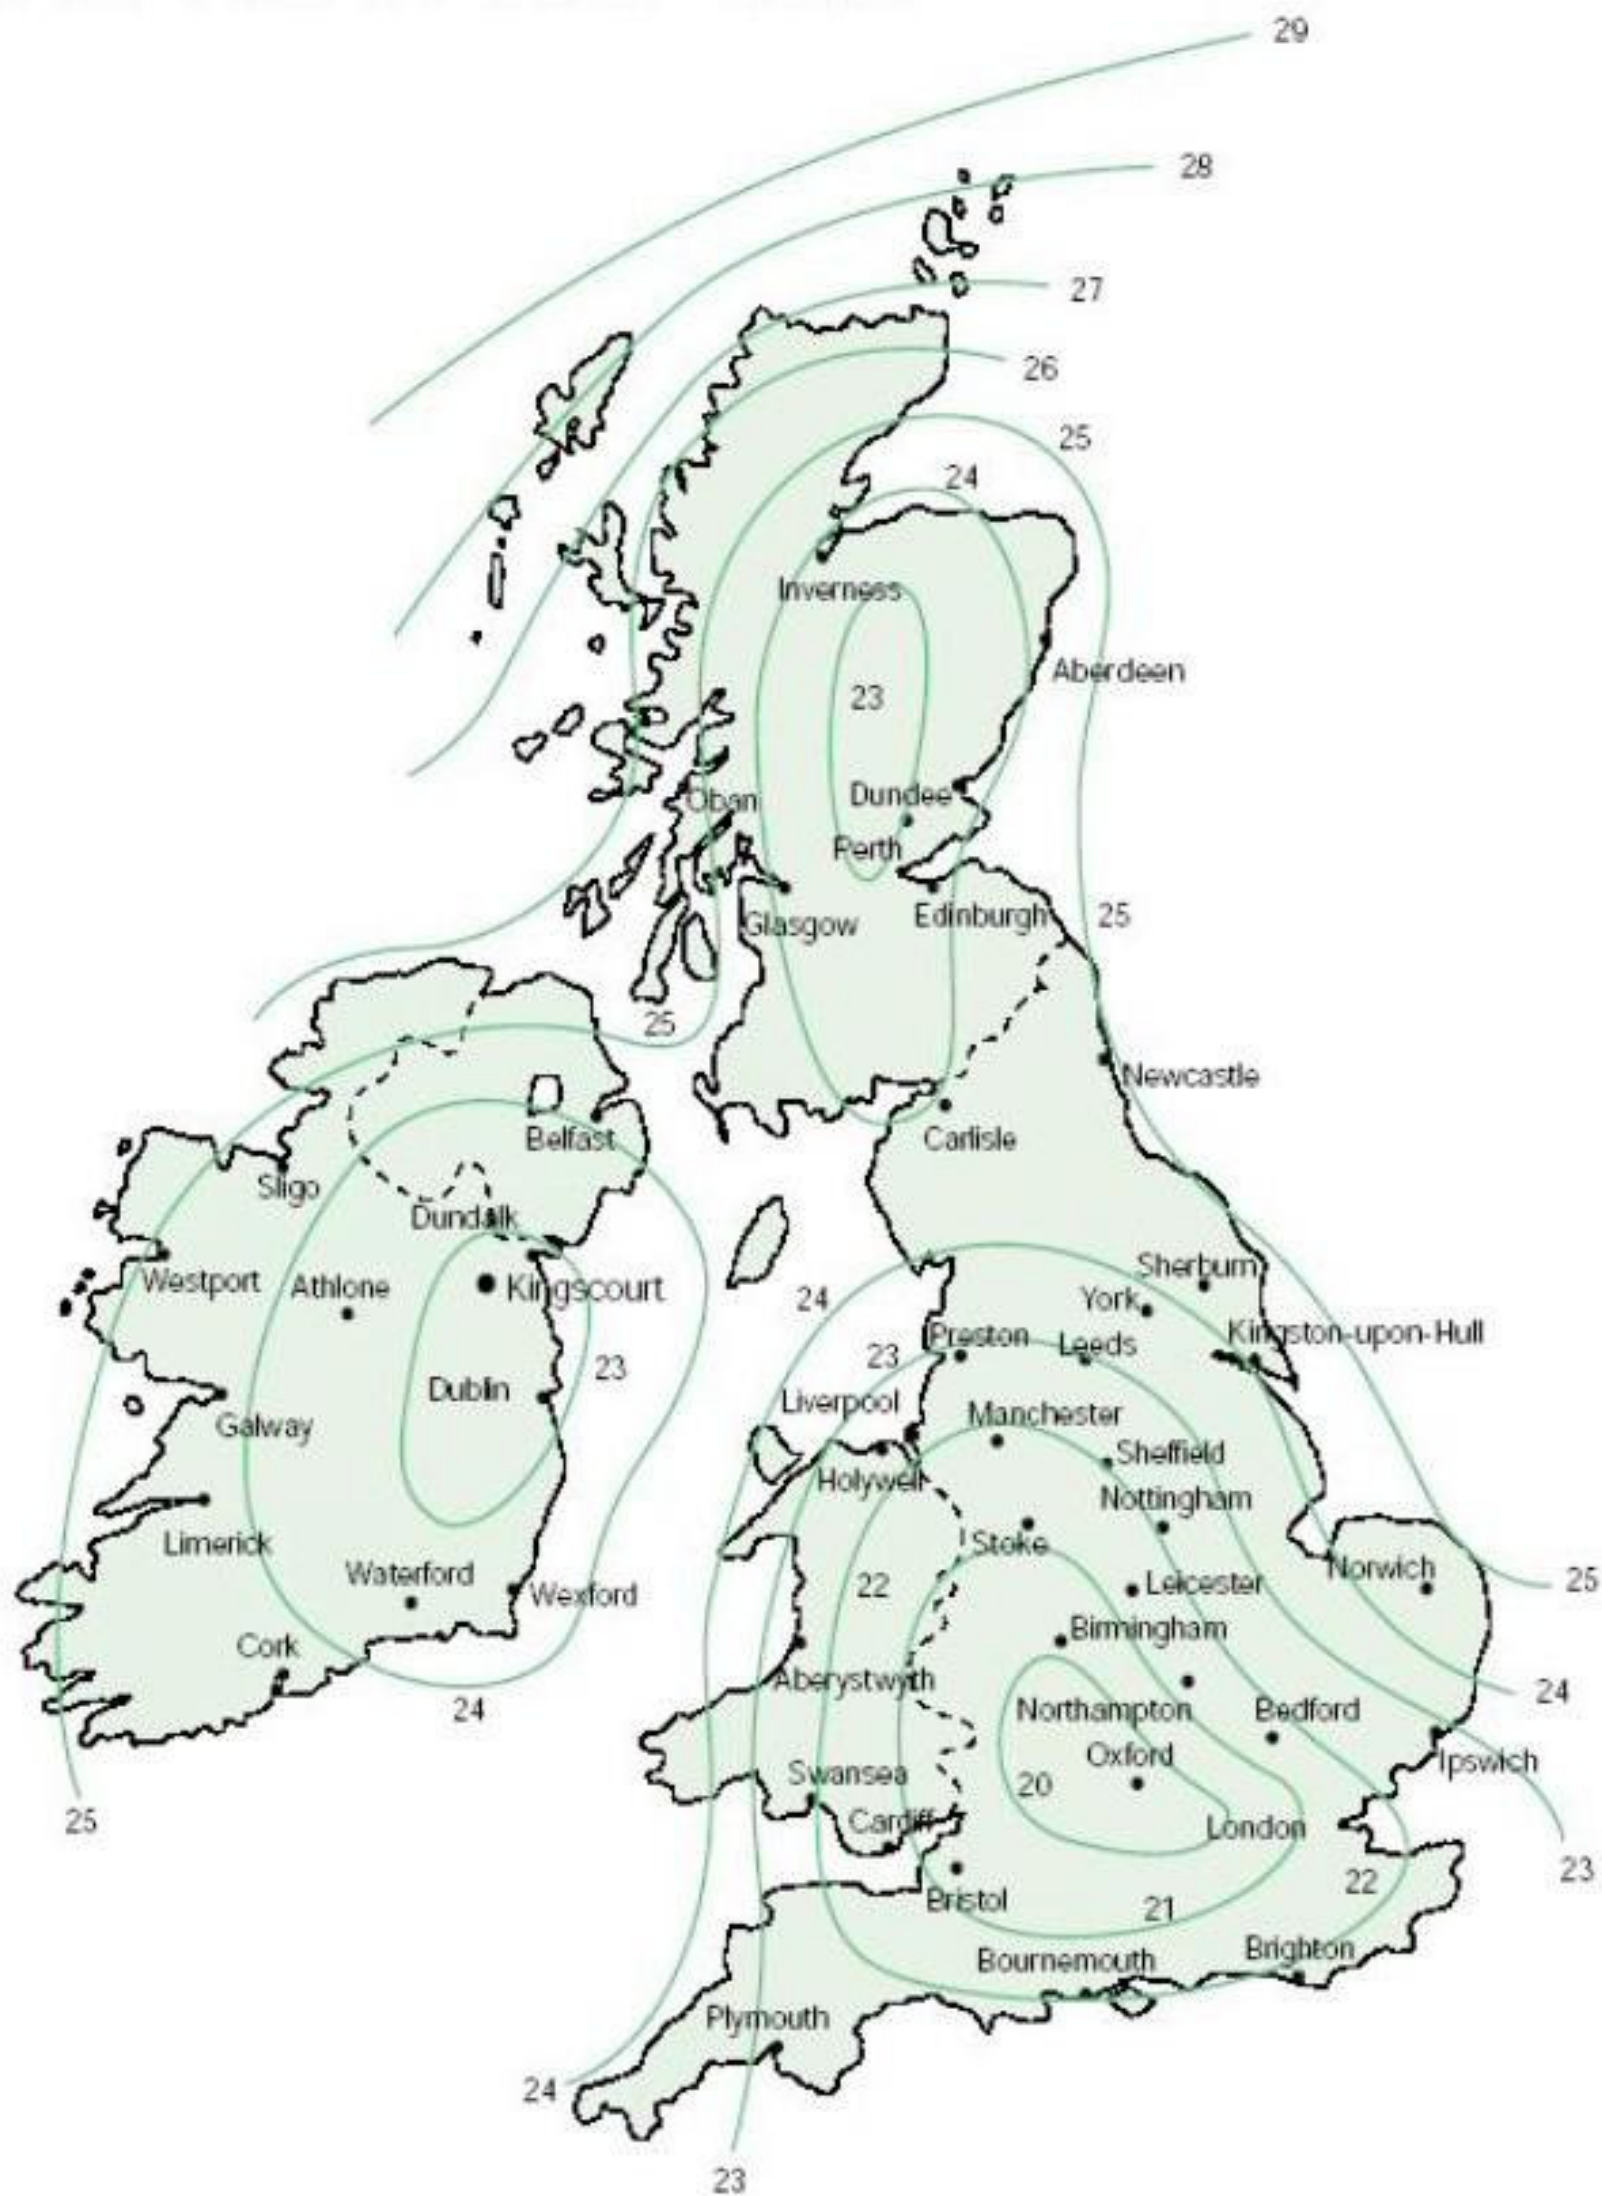 29
28
27
26
25
24
Inverness
Aberdeen
23
Oban
Dundee
Perth
Glasgow
Edinburgh
25
25
Newcastle
Carlisle
Belfast
Sligo
Dundalk
Westport
Athlone
Kingscourt
24
Sherburn
York
Kingston-upon-Hull
Preston
Leeds
23
23
Dublin
Liverpool
Manchester
Galway
Sheffield
Holywell
Nottingham
Limerick
Stoke
Waterford
Wexford
22
Leicester
Norwich
25
Birmingham
Cork
Aberystwyth
24
24
Northampton
Bedford
Oxford
Ipswich
Swansea
20
25
Cardiff
London
23
22
Bristol
21
Bournemouth
Brighton
Plymouth
24
23